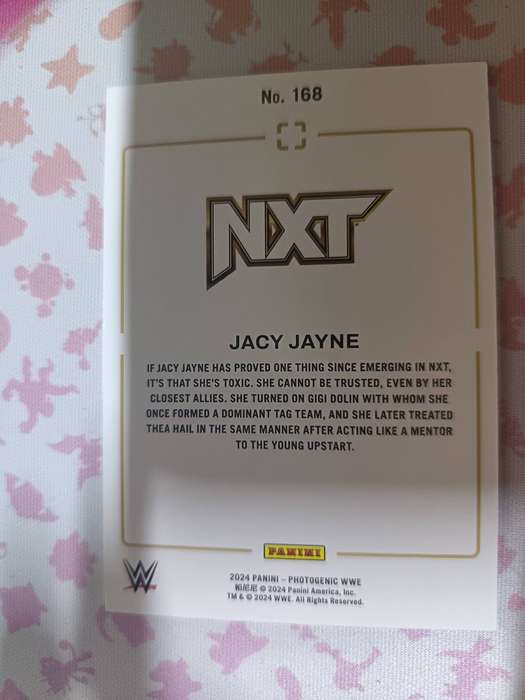 No. 168
NXT
JACY JAYNE
IF JACY JAYNE HAS PROVED ONE THING SINCE EMERGING IN NXT,
IT'S THAT SHE'S TOXIC. SHE CANNOT BE TRUSTED, EVEN BY HER
CLOSEST ALLIES. SHE TURNED ON GIGI DOLIN WITH WHOM SHE
ONCE FORMED A DOMINANT TAG TEAM, AND SHE LATER TREATED
THEA HAIL IN THE SAME MANNER AFTER ACTING LIKE A MENTOR
TO THE YOUNG UPSTART.
PANINI
W
2024 PANINI – PHOTOGENIC WWE
帕尼尼 © 2024 Panini America, Inc.
TM & © 2024 WWE. All Rights Reserved.